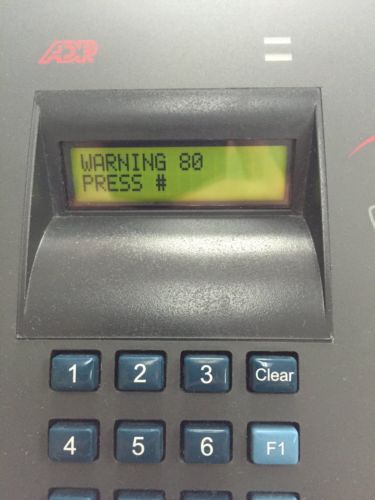 ADP
WARNING 80
PRESS #
1 2 3 Clear
4 5 6 F1